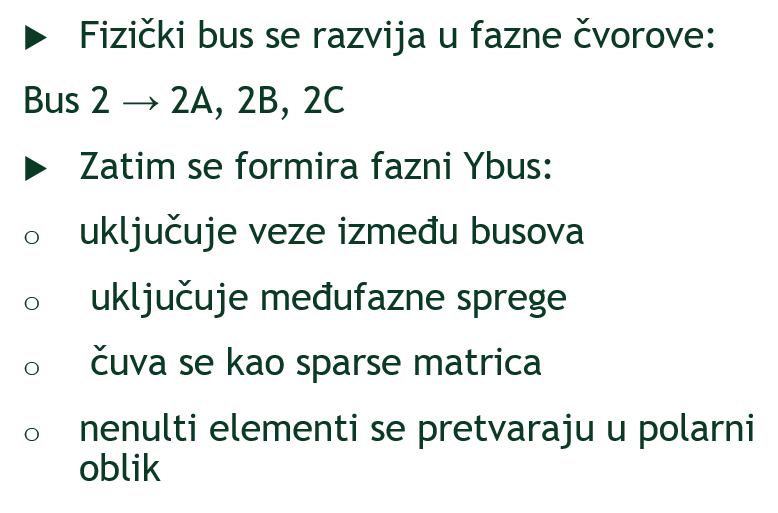 ▶ Fizički bus se razvija u fazne čvorove:
Bus 2 → 2A, 2B, 2C
▶ Zatim se formira fazni Ybus:
o uključuje veze između busova
o uključuje međufazne sprege
o čuva se kao sparse matrica
o nenulti elementi se pretvaraju u polarni
oblik